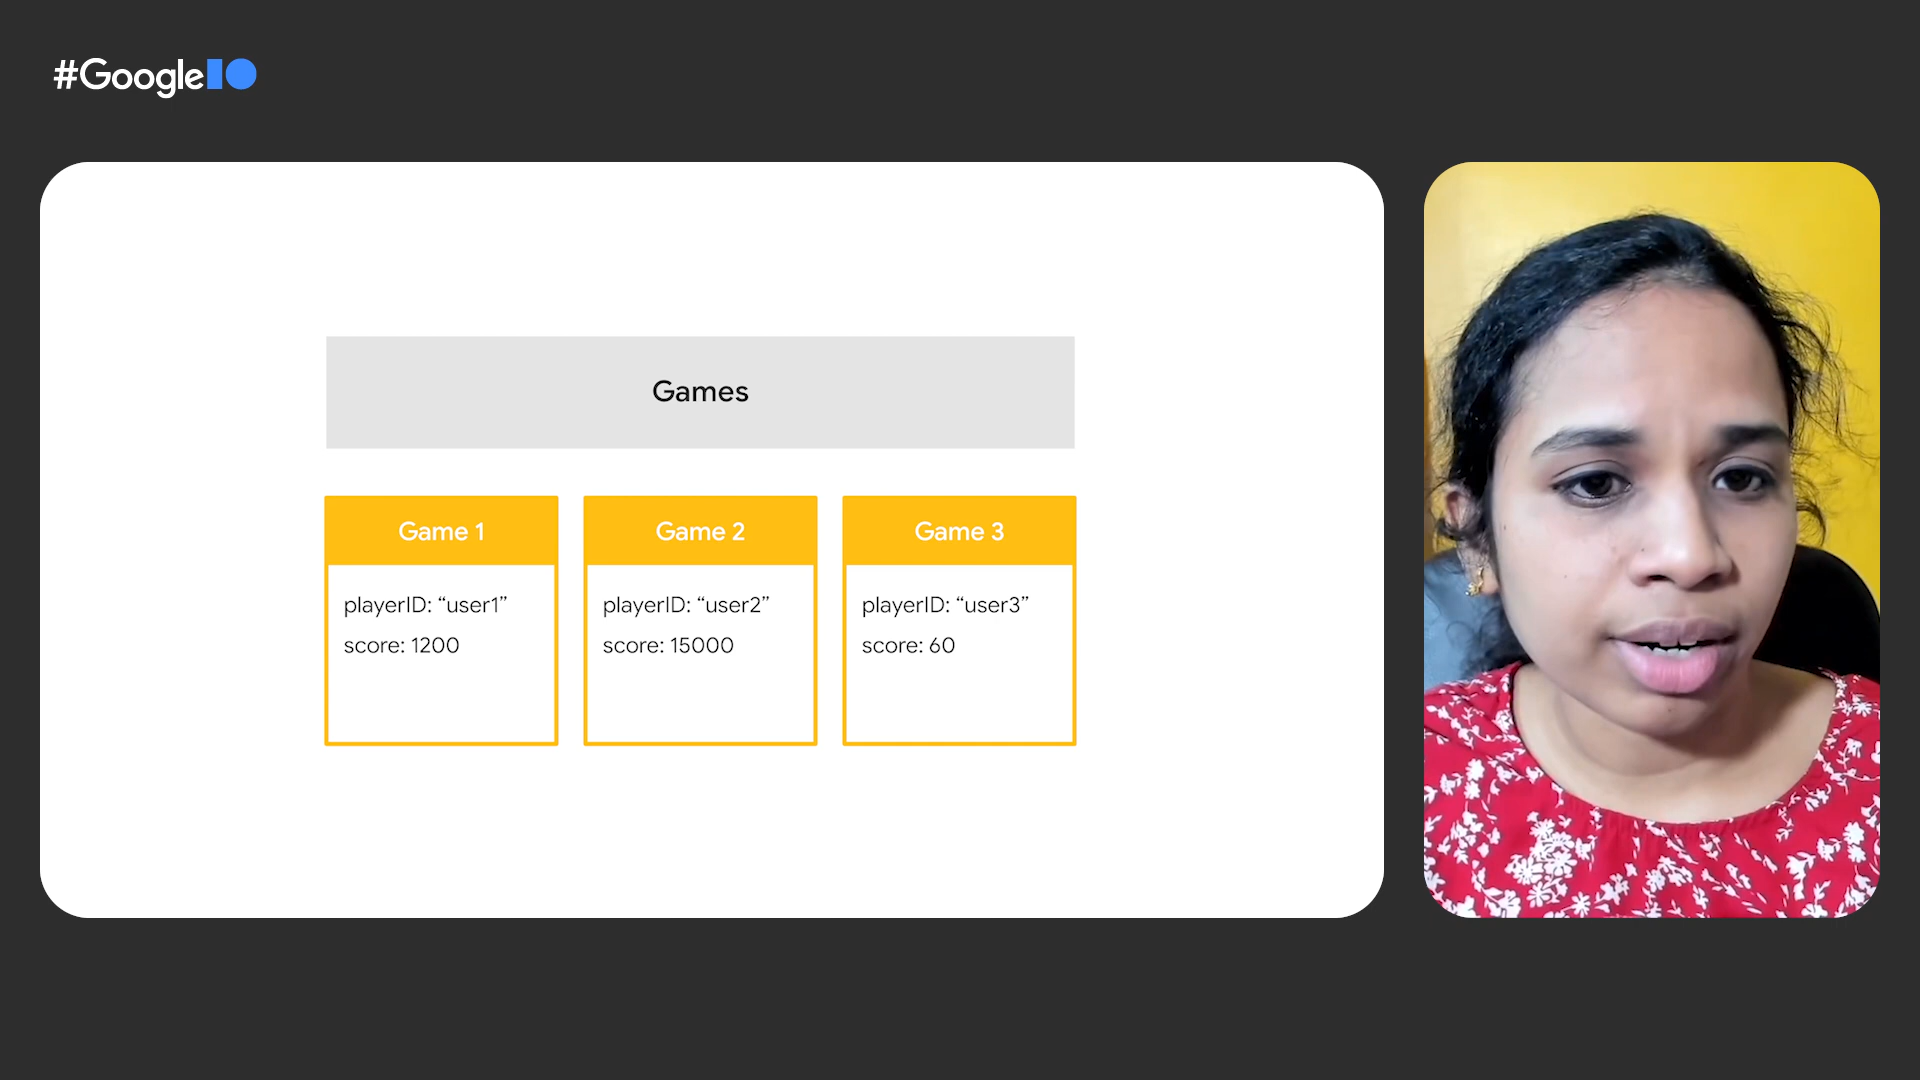 #GoogleIO
Games
Game 1
playerID: “user1”
score: 1200
Game 2
playerID: “user2”
score: 15000
Game 3
playerID: “user3”
score: 60